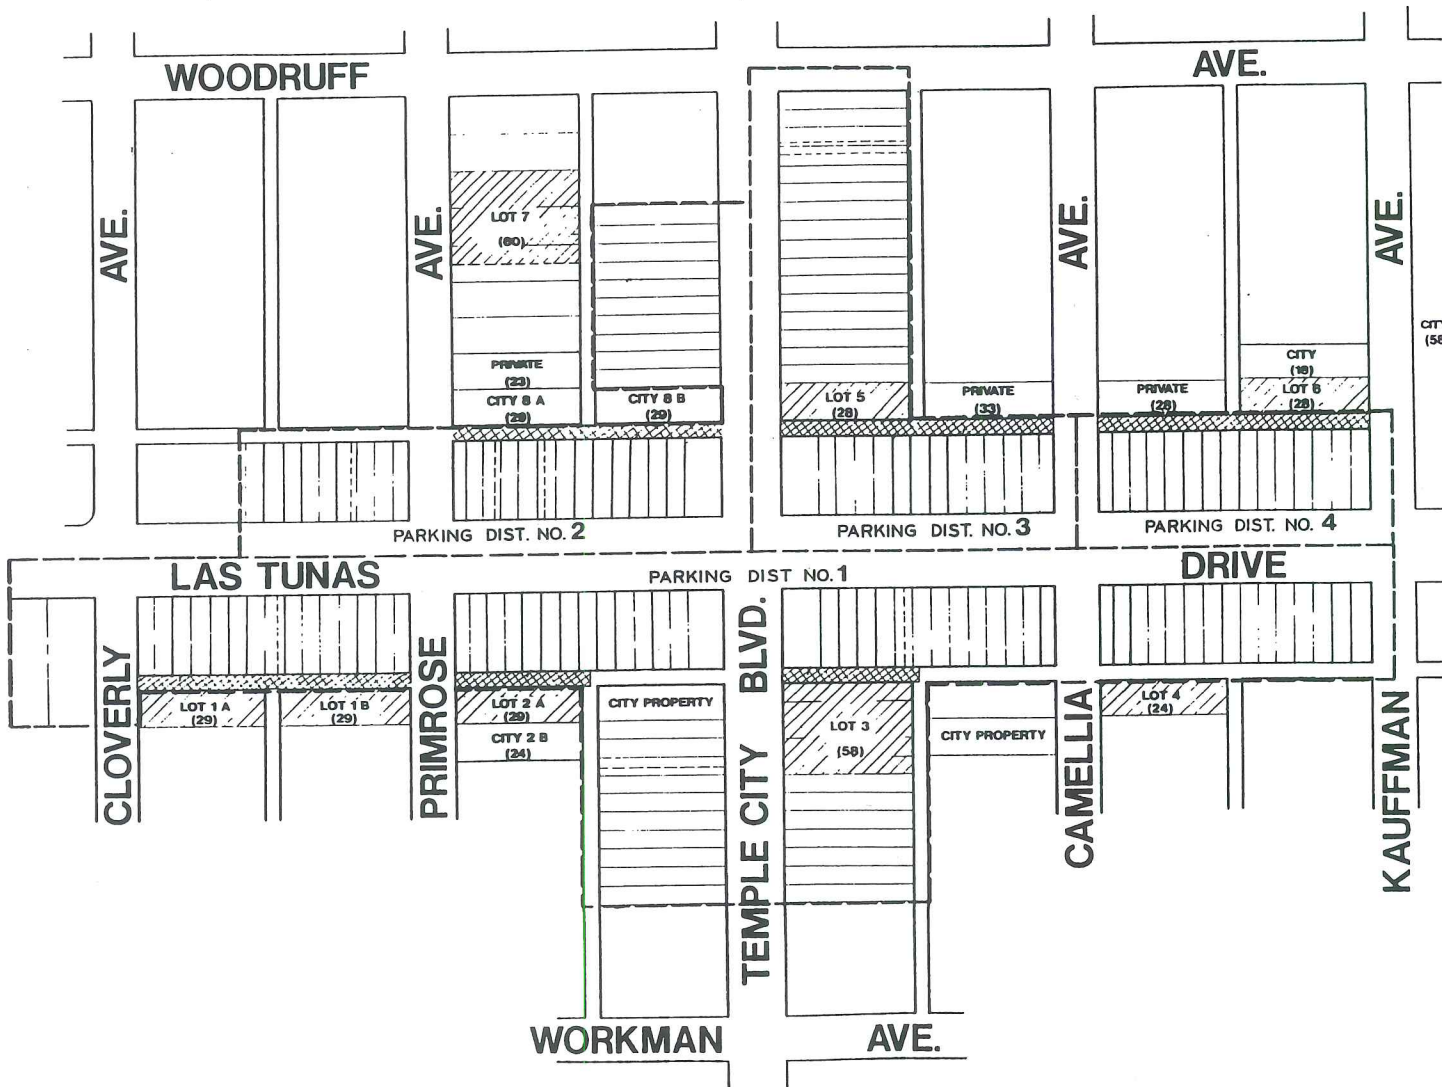 WOODRUFF AVE.
AVE.
AVE.
AVE.
AVE.
LOT 7
(60)
PRIVATE
(23)
CITY 8 A
(29)
CITY 8 B
(29)
LOT 5
(28)
PRIVATE
(33)
PRIVATE
(28)
CITY
(18)
LOT 6
(28)
PARKING DIST. NO. 2
PARKING DIST. NO. 3
PARKING DIST. NO. 4
LAS TUNAS DRIVE
PARKING DIST NO. 1
CLOVERLY
PRIMROSE
TEMPLE CITY BLVD.
CAMELLIA
KAUFFMAN
LOT 1 A
(29)
LOT 1 B
(29)
LOT 2 A
(29)
CITY 2 B
(24)
CITY PROPERTY
LOT 3
(58)
CITY PROPERTY
LOT 4
(24)
WORKMAN AVE.